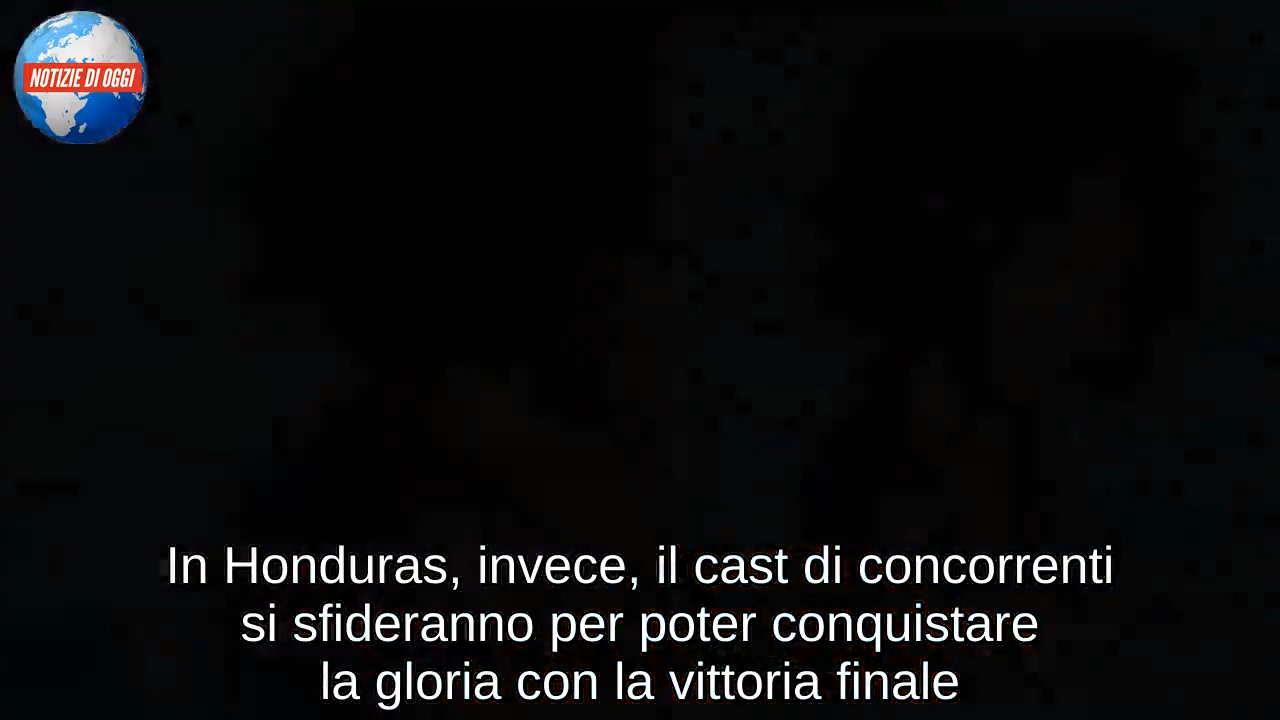 NOTIZIE DI OGGI
In Honduras, invece, il cast di concorrenti
si sfideranno per poter conquistare
la gloria con la vittoria finale